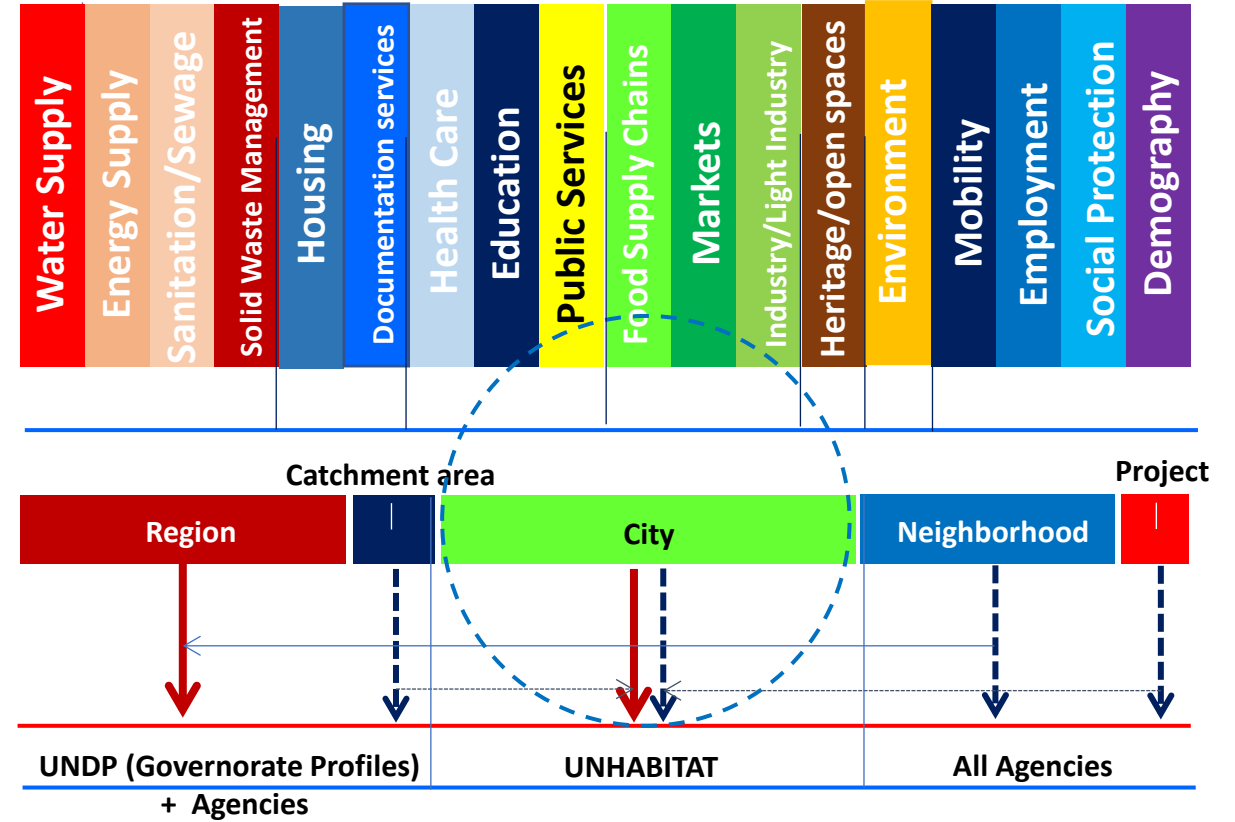 Water Supply
Energy Supply
Sanitation/Sewage
Solid Waste Management
Housing
Documentation services
Health Care
Education
Public Services
Food Supply Chains
Markets
Industry/Light Industry
Heritage/open spaces
Environment
Mobility
Employment
Social Protection
Demography
Catchment area
Project
Region
City
Neighborhood
UNDP (Governorate Profiles)
+ Agencies
UNHABITAT
All Agencies